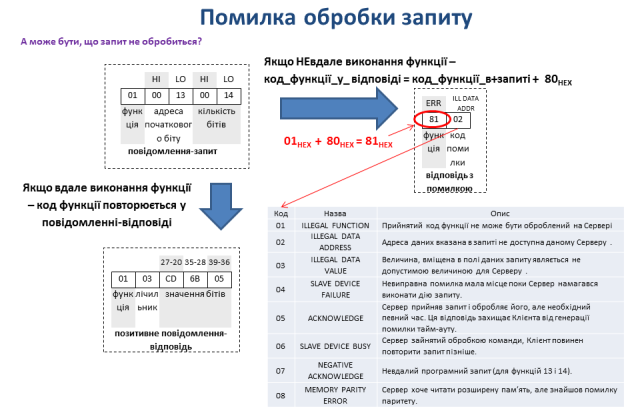 Помилка обробки запиту
А може бути, що запит не обробиться?
Якщо НЕвдале виконання функції –
код_функції_у_ відповіді = код_функції_в+запиті + 80HEX
HI LO HI LO
01 00 13 00 14
функ адреса кількість
ція початковог бітів
о біту
повідомлення-запит
ERR ILL DATA
ADDR
81 02
функ код
ція поми
лки
відповідь з
помилкою
01HEX + 80HEX = 81HEX
Якщо вдале виконання функції
– код функції повторюється у
повідомленні-відповіді
27-20 35-28 39-36
01 03 CD 6B 05
функ лічил значення бітів
ція ьник
позитивне повідомлення-
відповідь
Код Назва Опис
01 ILLEGAL FUNCTION Прийнятий код функції не може бути оброблений на Сервері
02 ILLEGAL DATA ADDRESS Адреса даних вказана в запиті не доступна даному Серверу .
03 ILLEGAL DATA VALUE Величина, вміщена в полі даних запиту являється не
допустимою величиною для Серверу .
04 SLAVE DEVICE FAILURE Невиправна помилка мала місце поки Сервер намагався
виконати дію запиту.
05 ACKNOWLEDGE Сервер прийняв запит і обробляє його, але необхідний
певний час. Ця відповідь захищає Клієнта від генерації
помилки тайм-ауту.
06 SLAVE DEVICE BUSY Сервер зайнятий обробкою команди, Клієнт повинен
повторити запит пізніше.
07 NEGATIVE ACKNOWLEDGE Невдалий програмний запит (для функцій 13 і 14).
08 MEMORY PARITY ERROR Сервер хоче читати розширену пам'ять, але знайшов помилку
паритету.